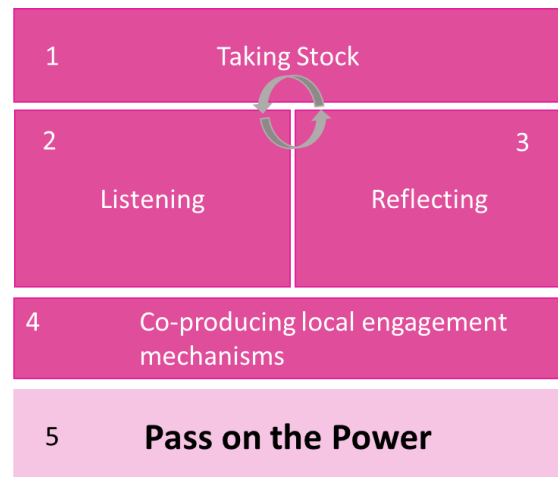 1 Taking Stock
2
3
Listening
Reflecting
4 Co-producing local engagement
mechanisms
5 Pass on the Power